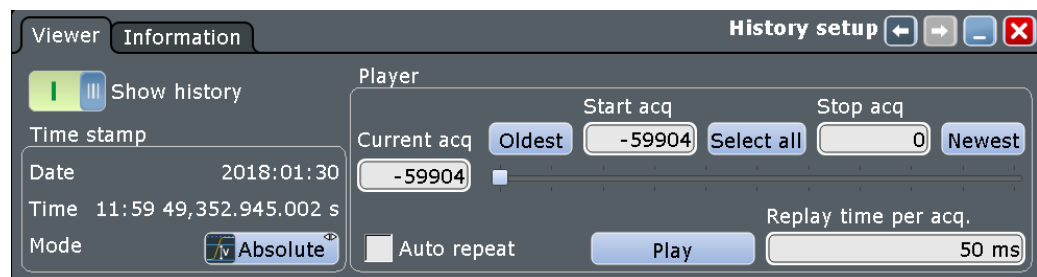 Viewer Information History setup
Show history
Player
Start acq Stop acq
Time stamp
Current acq Oldest -59904 Select all 0 Newest
Date 2018:01:30
-59904
Time 11:59 49,352.945.002 s
Replay time per acq.
Mode Absolute
Auto repeat Play 50 ms